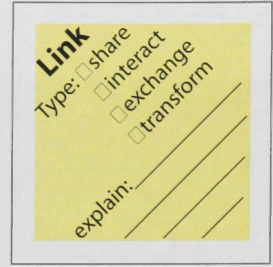 Link
Type: □share
□interact
□exchange
□transform
explain: